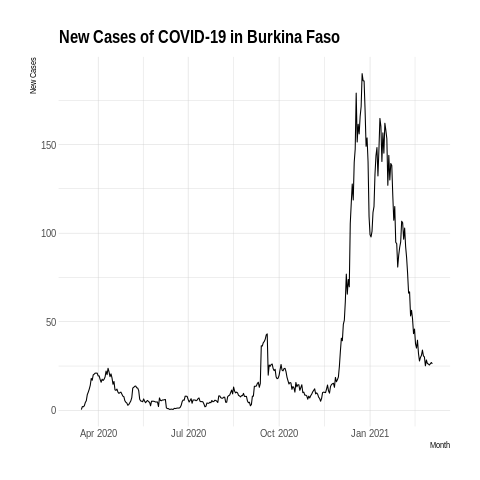 New Cases of COVID-19 in Burkina Faso
New Cases
150
100
50
0
Apr 2020 Jul 2020 Oct 2020 Jan 2021
Month